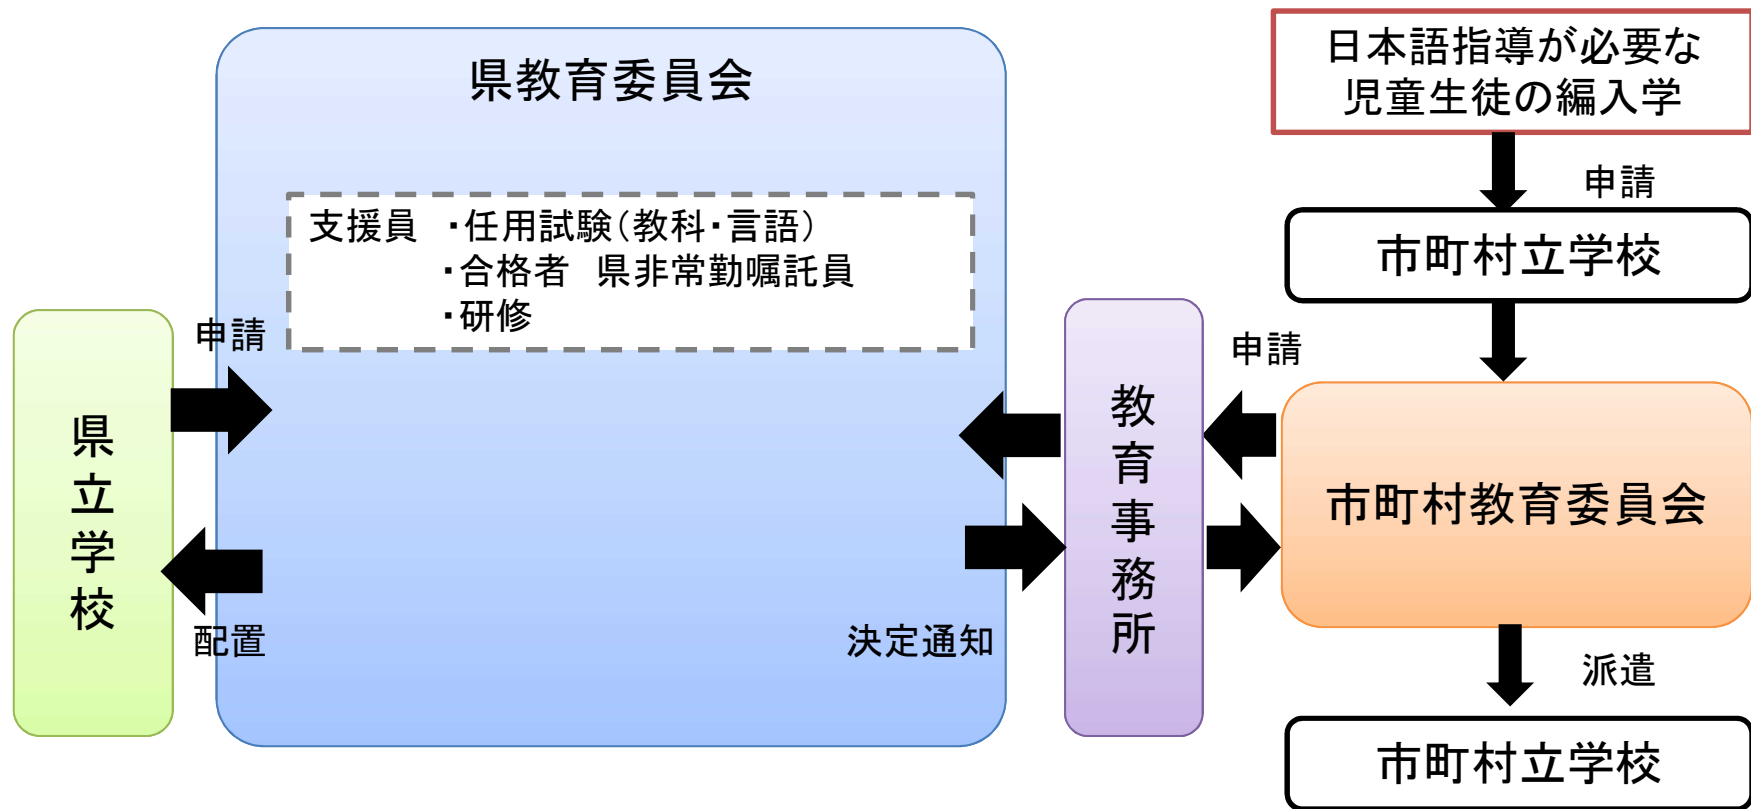 県教育委員会
支援員　・任用試験（教科・言語）
・合格者　県非常勤嘱託員
・研修
県立学校
申請
配置
決定通知
教育事務所
申請
日本語指導が必要な
児童生徒の編入学
申請
市町村立学校
市町村教育委員会
派遣
市町村立学校